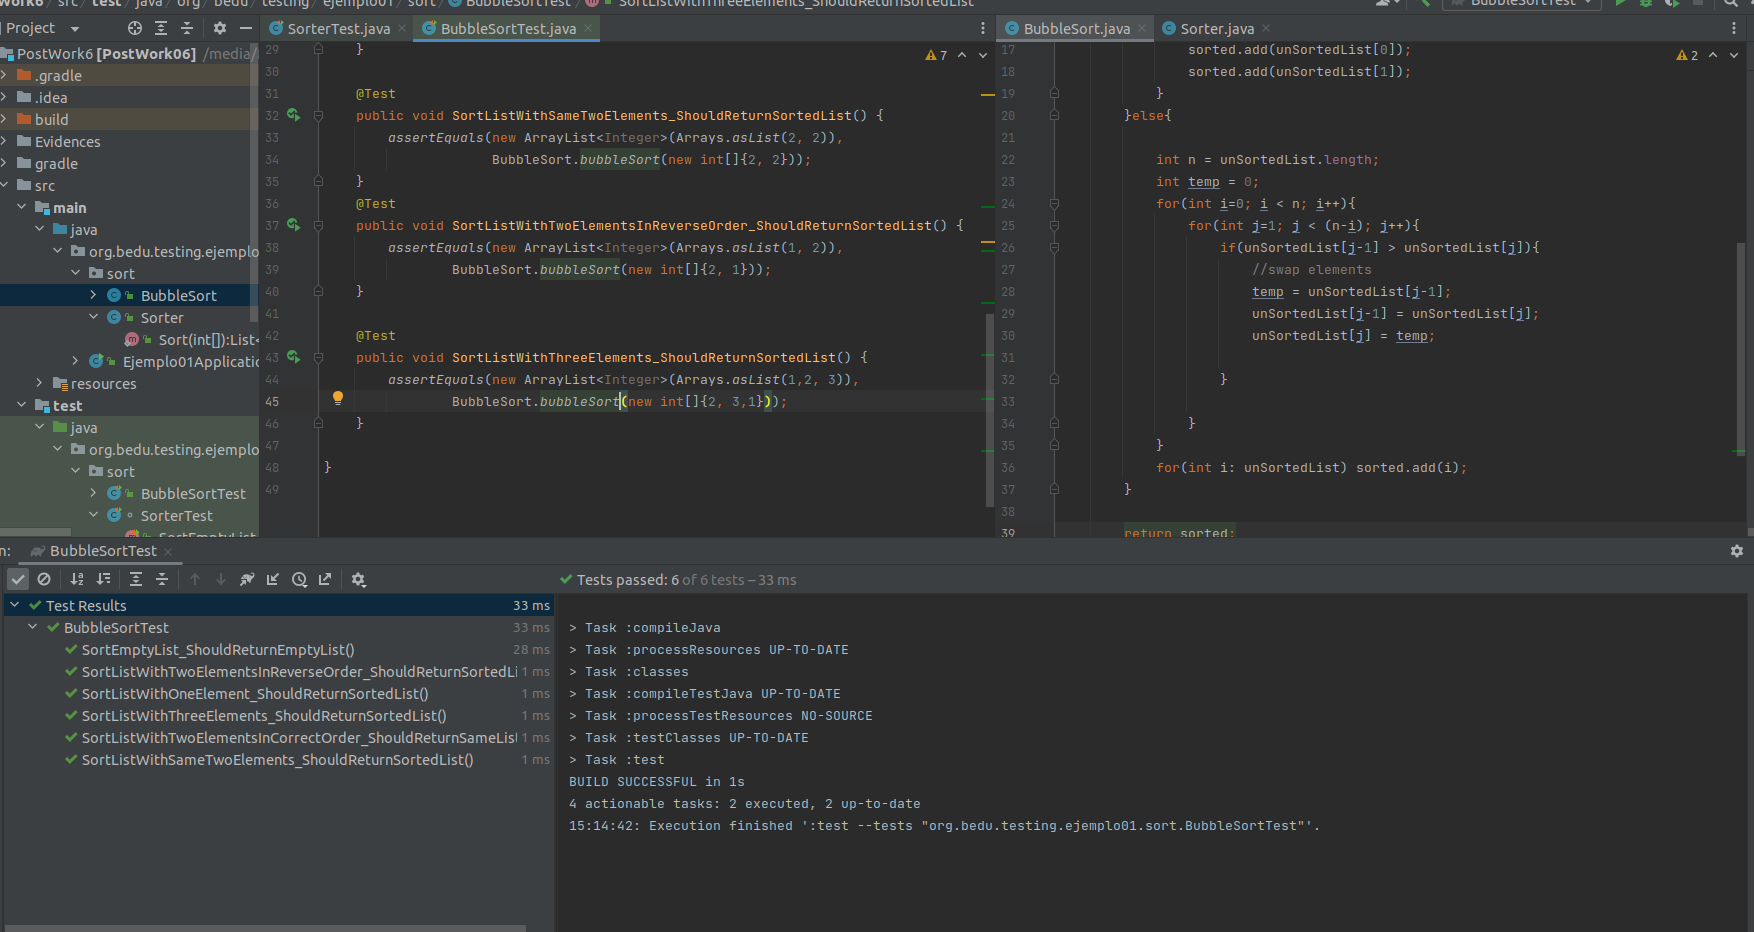 Work6 / src / test / java / org / bedu / testing / ejemplo01 / sort / BubbleSortTest / SortListWithThreeElements_ShouldReturnSortedList
BubbleSortTest
Project
PostWork6 [PostWork06] /media/
.gradle
.idea
build
Evidences
gradle
src
main
java
org.bedu.testing.ejemplo
sort
BubbleSort
Sorter
Sort(int[]):List<
Ejemplo01Applicatio
resources
test
java
org.bedu.testing.ejemplo
sort
BubbleSortTest
SorterTest
SortEmptyList
SorterTest.java
BubbleSortTest.java
7
29 }
30
31 @Test
32 public void SortListWithSameTwoElements_ShouldReturnSortedList() {
33 assertEquals(new ArrayList<Integer>(Arrays.asList(2, 2)),
34 BubbleSort.bubbleSort(new int[]{2, 2}));
35 }
36 @Test
37 public void SortListWithTwoElementsInReverseOrder_ShouldReturnSortedList() {
38 assertEquals(new ArrayList<Integer>(Arrays.asList(1, 2)),
39 BubbleSort.bubbleSort(new int[]{2, 1}));
40 }
41
42 @Test
43 public void SortListWithThreeElements_ShouldReturnSortedList() {
44 assertEquals(new ArrayList<Integer>(Arrays.asList(1,2, 3)),
45 BubbleSort.bubbleSort(new int[]{2, 3,1}));
46 }
47
48 }
49
BubbleSort.java
Sorter.java
2
17 sorted.add(unSortedList[0]);
18 sorted.add(unSortedList[1]);
19 }
20 }else{
21
22 int n = unSortedList.length;
23 int temp = 0;
24 for(int i=0; i < n; i++){
25 for(int j=1; j < (n-i); j++){
26 if(unSortedList[j-1] > unSortedList[j]){
27 //swap elements
28 temp = unSortedList[j-1];
29 unSortedList[j-1] = unSortedList[j];
30 unSortedList[j] = temp;
31
32 }
33
34 }
35 }
36 for(int i: unSortedList) sorted.add(i);
37 }
38
39 return sorted;
n: BubbleSortTest
Tests passed: 6 of 6 tests – 33 ms
Test Results 33 ms
BubbleSortTest 33 ms
SortEmptyList_ShouldReturnEmptyList() 28 ms
SortListWithTwoElementsInReverseOrder_ShouldReturnSortedLi 1 ms
SortListWithOneElement_ShouldReturnSortedList() 1 ms
SortListWithThreeElements_ShouldReturnSortedList() 1 ms
SortListWithTwoElementsInCorrectOrder_ShouldReturnSameList 1 ms
SortListWithSameTwoElements_ShouldReturnSortedList() 1 ms
> Task :compileJava
> Task :processResources UP-TO-DATE
> Task :classes
> Task :compileTestJava UP-TO-DATE
> Task :processTestResources NO-SOURCE
> Task :testClasses UP-TO-DATE
> Task :test
BUILD SUCCESSFUL in 1s
4 actionable tasks: 2 executed, 2 up-to-date
15:14:42: Execution finished ':test --tests "org.bedu.testing.ejemplo01.sort.BubbleSortTest"'.